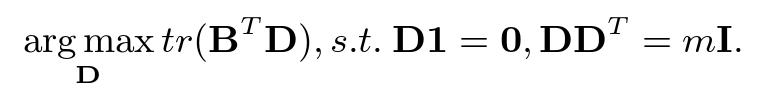 arg max tr(B^T D), s.t. D1 = 0, DD^T = mI.
D